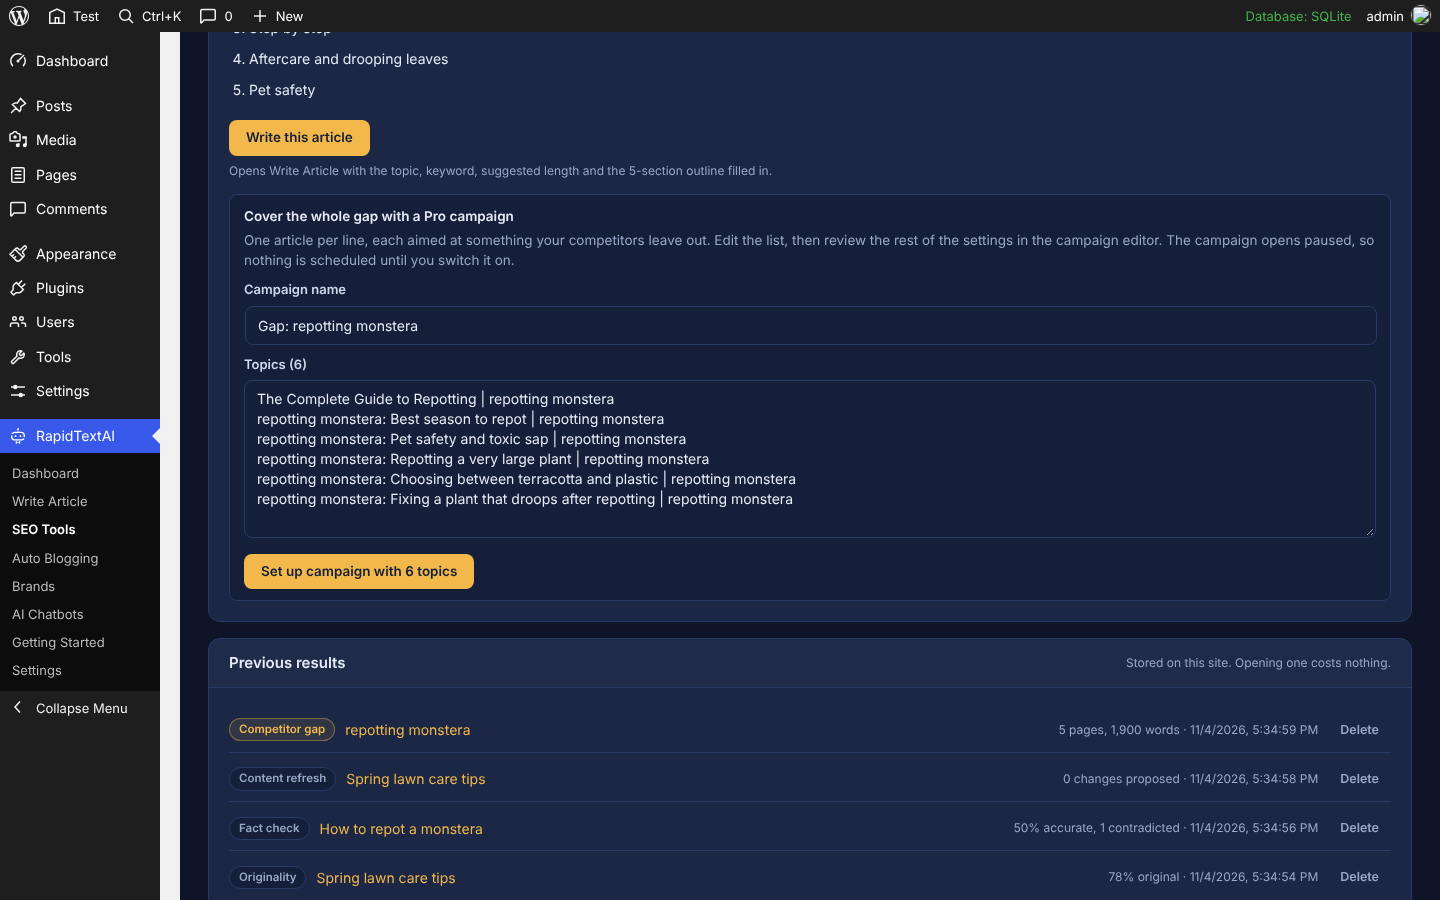 Test
Ctrl+K
0
New
Database: SQLite
admin
Dashboard
Posts
Media
Pages
Comments
Appearance
Plugins
Users
Tools
Settings
RapidTextAI
Dashboard
Write Article
SEO Tools
Auto Blogging
Brands
AI Chatbots
Getting Started
Settings
Collapse Menu
3. Step by step
4. Aftercare and drooping leaves
5. Pet safety
Write this article
Opens Write Article with the topic, keyword, suggested length and the 5-section outline filled in.
Cover the whole gap with a Pro campaign
One article per line, each aimed at something your competitors leave out. Edit the list, then review the rest of the settings in the campaign editor. The campaign opens paused, so
nothing is scheduled until you switch it on.
Campaign name
Gap: repotting monstera
Topics (6)
The Complete Guide to Repotting | repotting monstera
repotting monstera: Best season to repot | repotting monstera
repotting monstera: Pet safety and toxic sap | repotting monstera
repotting monstera: Repotting a very large plant | repotting monstera
repotting monstera: Choosing between terracotta and plastic | repotting monstera
repotting monstera: Fixing a plant that droops after repotting | repotting monstera
Set up campaign with 6 topics
Previous results
Stored on this site. Opening one costs nothing.
Competitor gap repotting monstera 5 pages, 1,900 words · 11/4/2026, 5:34:59 PM Delete
Content refresh Spring lawn care tips 0 changes proposed · 11/4/2026, 5:34:58 PM Delete
Fact check How to repot a monstera 50% accurate, 1 contradicted · 11/4/2026, 5:34:56 PM Delete
Originality Spring lawn care tips 78% original · 11/4/2026, 5:34:54 PM Delete